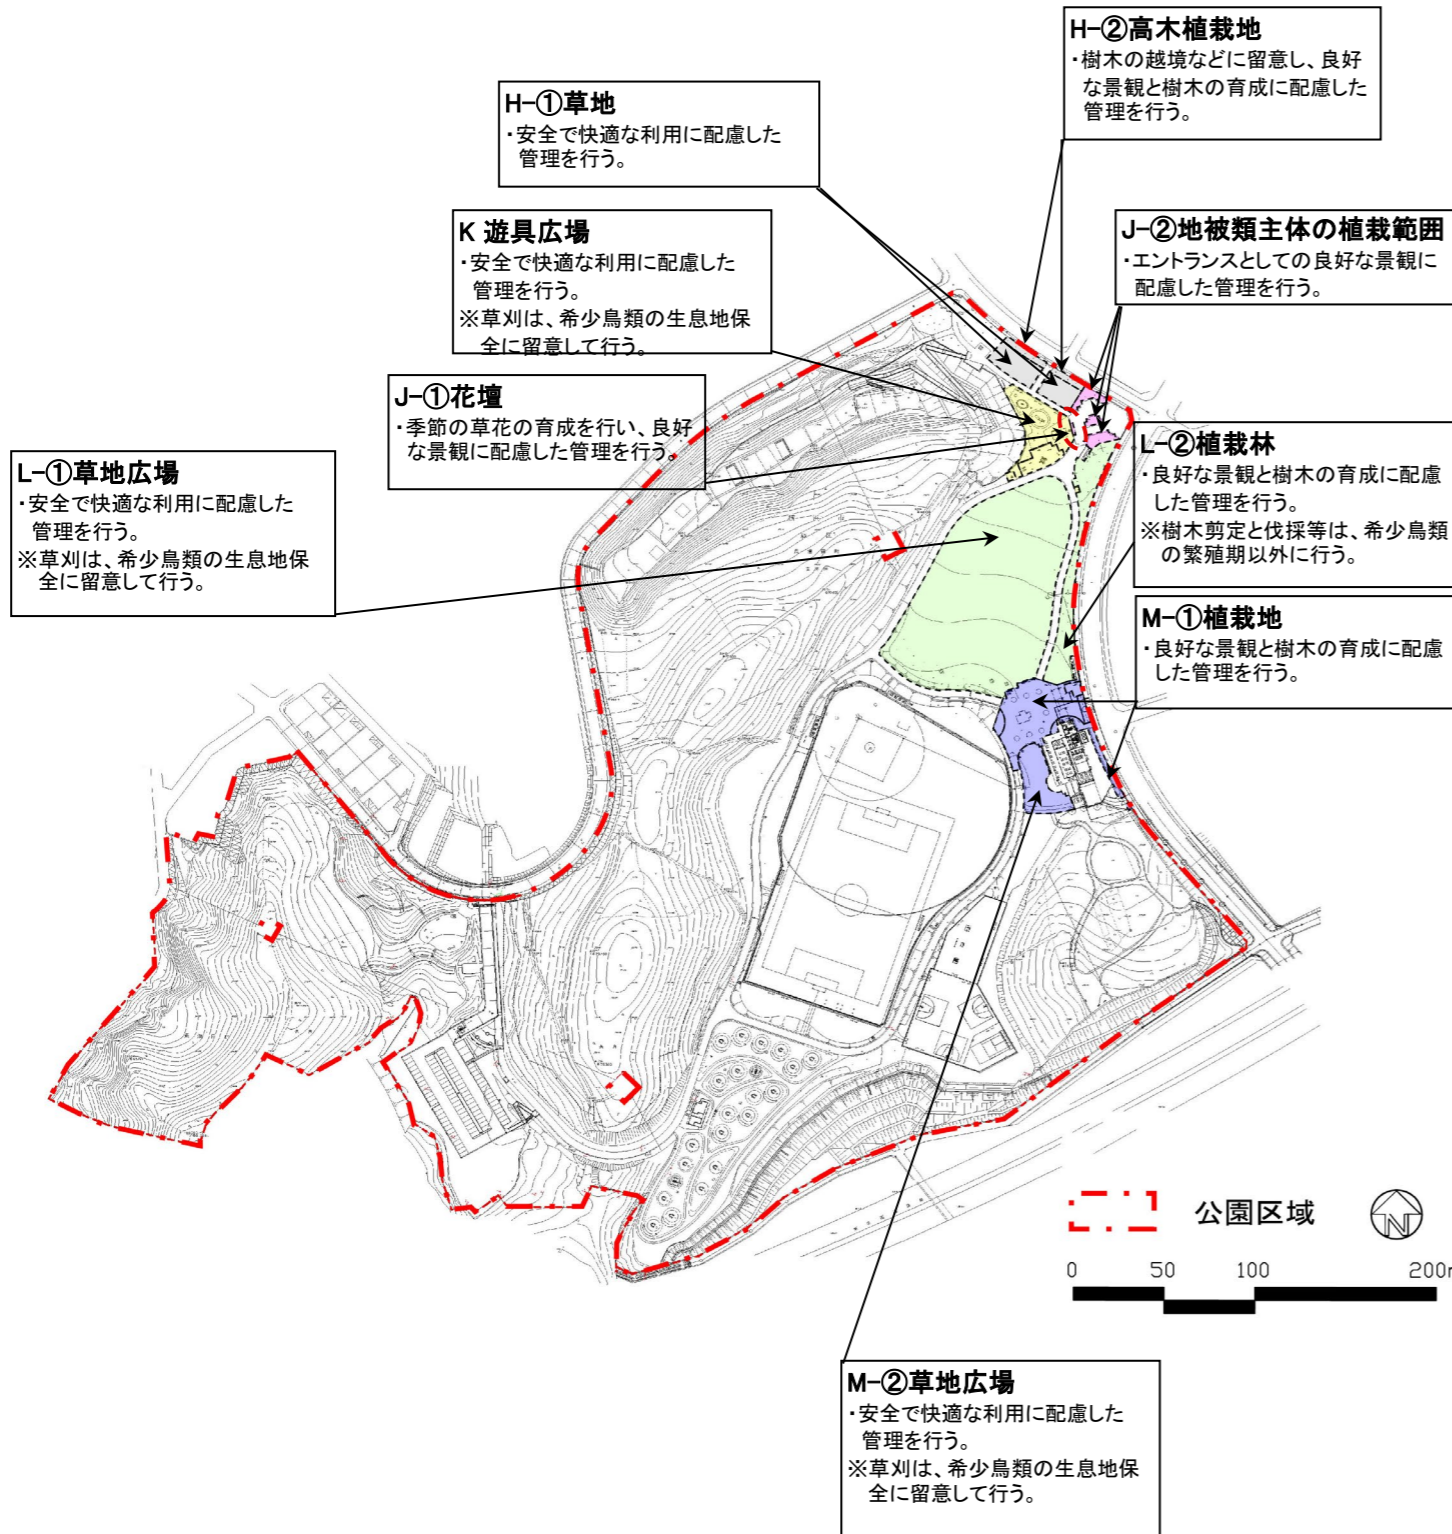 H-②高木植栽地
・樹木の越境などに留意し、良好
な景観と樹木の育成に配慮した
管理を行う。
H-①草地
・安全で快適な利用に配慮した
管理を行う。
K 遊具広場
・安全で快適な利用に配慮した
管理を行う。
※草刈は、希少鳥類の生息地保
全に留意して行う。
J-②地被類主体の植栽範囲
・エントランスとしての良好な景観に
配慮した管理を行う。
J-①花壇
・季節の草花の育成を行い、良好
な景観に配慮した管理を行う。
L-①草地広場
・安全で快適な利用に配慮した
管理を行う。
※草刈は、希少鳥類の生息地保
全に留意して行う。
L-②植栽林
・良好な景観と樹木の育成に配慮
した管理を行う。
※樹木剪定と伐採等は、希少鳥類
の繁殖期以外に行う。
M-①植栽地
・良好な景観と樹木の育成に配慮
した管理を行う。
公園区域
N
0 50 100 200m
M-②草地広場
・安全で快適な利用に配慮した
管理を行う。
※草刈は、希少鳥類の生息地保
全に留意して行う。